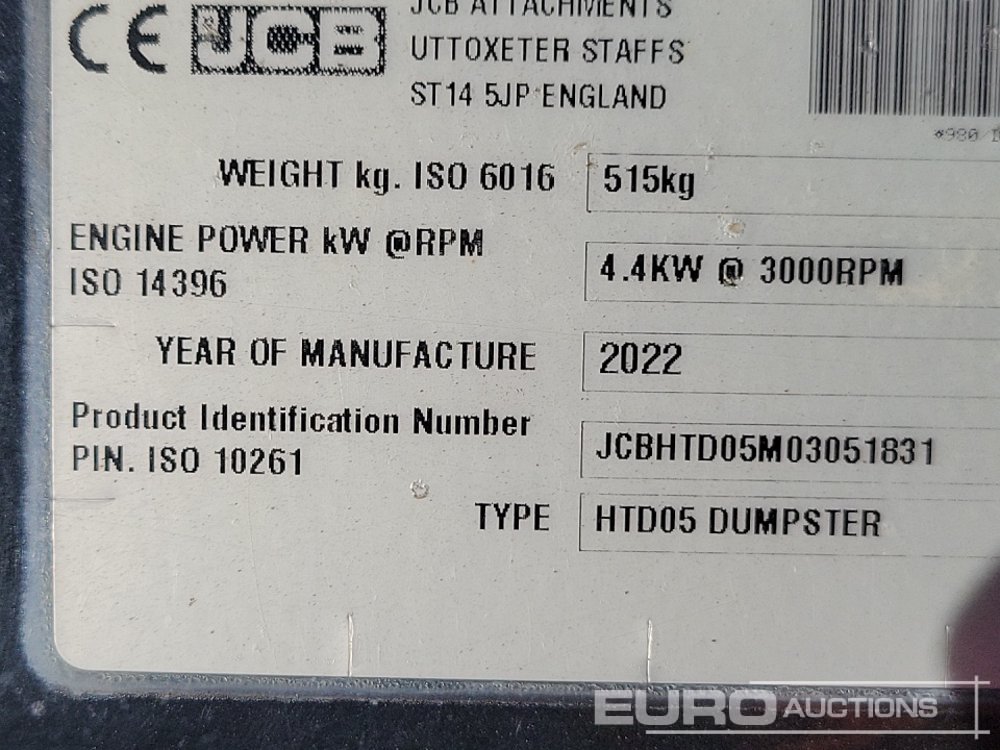 CE JCB
JCB ATTACHMENTS
UTTOXETER STAFFS
ST14 5JP ENGLAND
WEIGHT kg. ISO 6016 515kg
ENGINE POWER kW @RPM
ISO 14396
4.4KW @ 3000RPM
YEAR OF MANUFACTURE 2022
Product Identification Number
PIN. ISO 10261
JCBHTD05M03051831
TYPE HTD05 DUMPSTER
EURO AUCTIONS